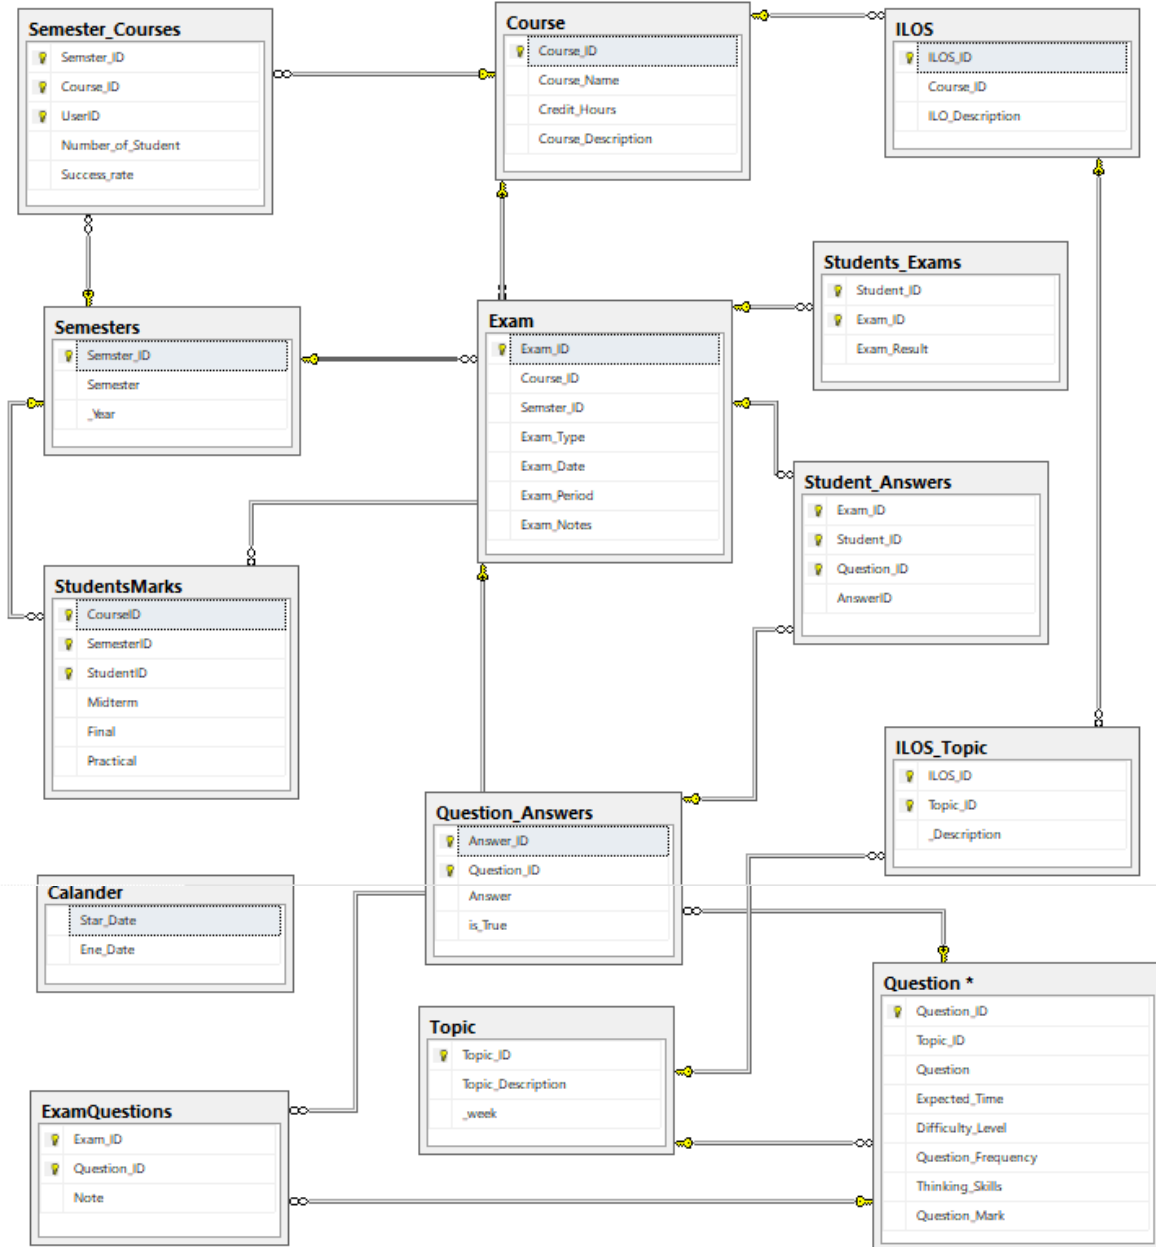 Semester_Courses
Semster_ID
Course_ID
UserID
Number_of_Student
Success_rate
Course
Course_ID
Course_Name
Credit_Hours
Course_Description
ILOS
ILOS_ID
Course_ID
ILO_Description
Students_Exams
Student_ID
Exam_ID
Exam_Result
Semesters
Semster_ID
Semester
_Year
Exam
Exam_ID
Course_ID
Semster_ID
Exam_Type
Exam_Date
Exam_Period
Exam_Notes
Student_Answers
Exam_ID
Student_ID
Question_ID
AnswerID
StudentsMarks
CourseID
SemesterID
StudentID
Midterm
Final
Practical
ILOS_Topic
ILOS_ID
Topic_ID
_Description
Question_Answers
Answer_ID
Question_ID
Answer
is_True
Calander
Star_Date
Ene_Date
Question *
Question_ID
Topic_ID
Question
Expected_Time
Difficulty_Level
Question_Frequency
Thinking_Skills
Question_Mark
Topic
Topic_ID
Topic_Description
_week
ExamQuestions
Exam_ID
Question_ID
Note